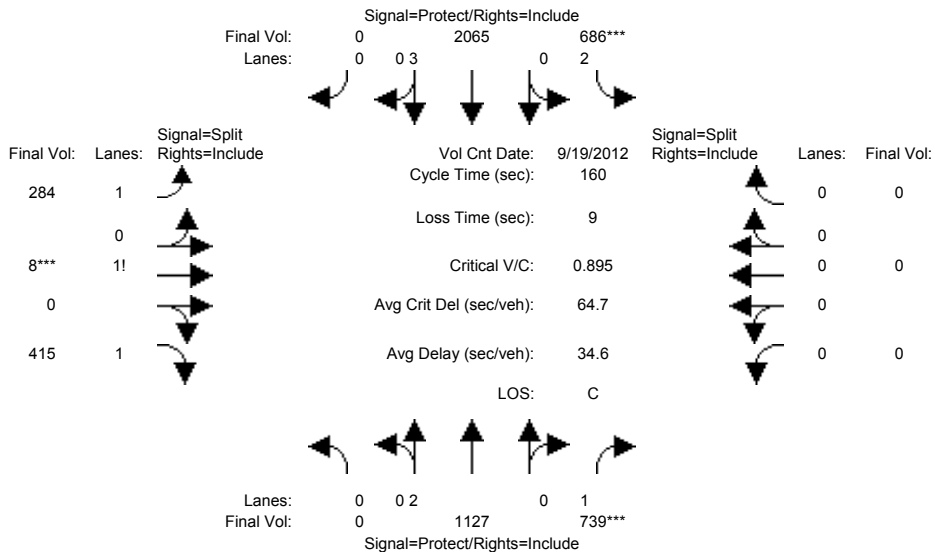 Signal=Protect/Rights=Include
Final Vol: 0 2065 686***
Lanes: 0 0 3 0 2
Signal=Split
Final Vol: Lanes: Rights=Include
Vol Cnt Date: 9/19/2012
Signal=Split
Rights=Include Lanes: Final Vol:
Cycle Time (sec): 160
284 1
0 0
Loss Time (sec): 9
0
0
8*** 1!
Critical V/C: 0.895
0 0
0
Avg Crit Del (sec/veh): 64.7
0
415 1
Avg Delay (sec/veh): 34.6
0 0
LOS: C
Lanes: 0 0 2 0 1
Final Vol: 0 1127 739***
Signal=Protect/Rights=Include